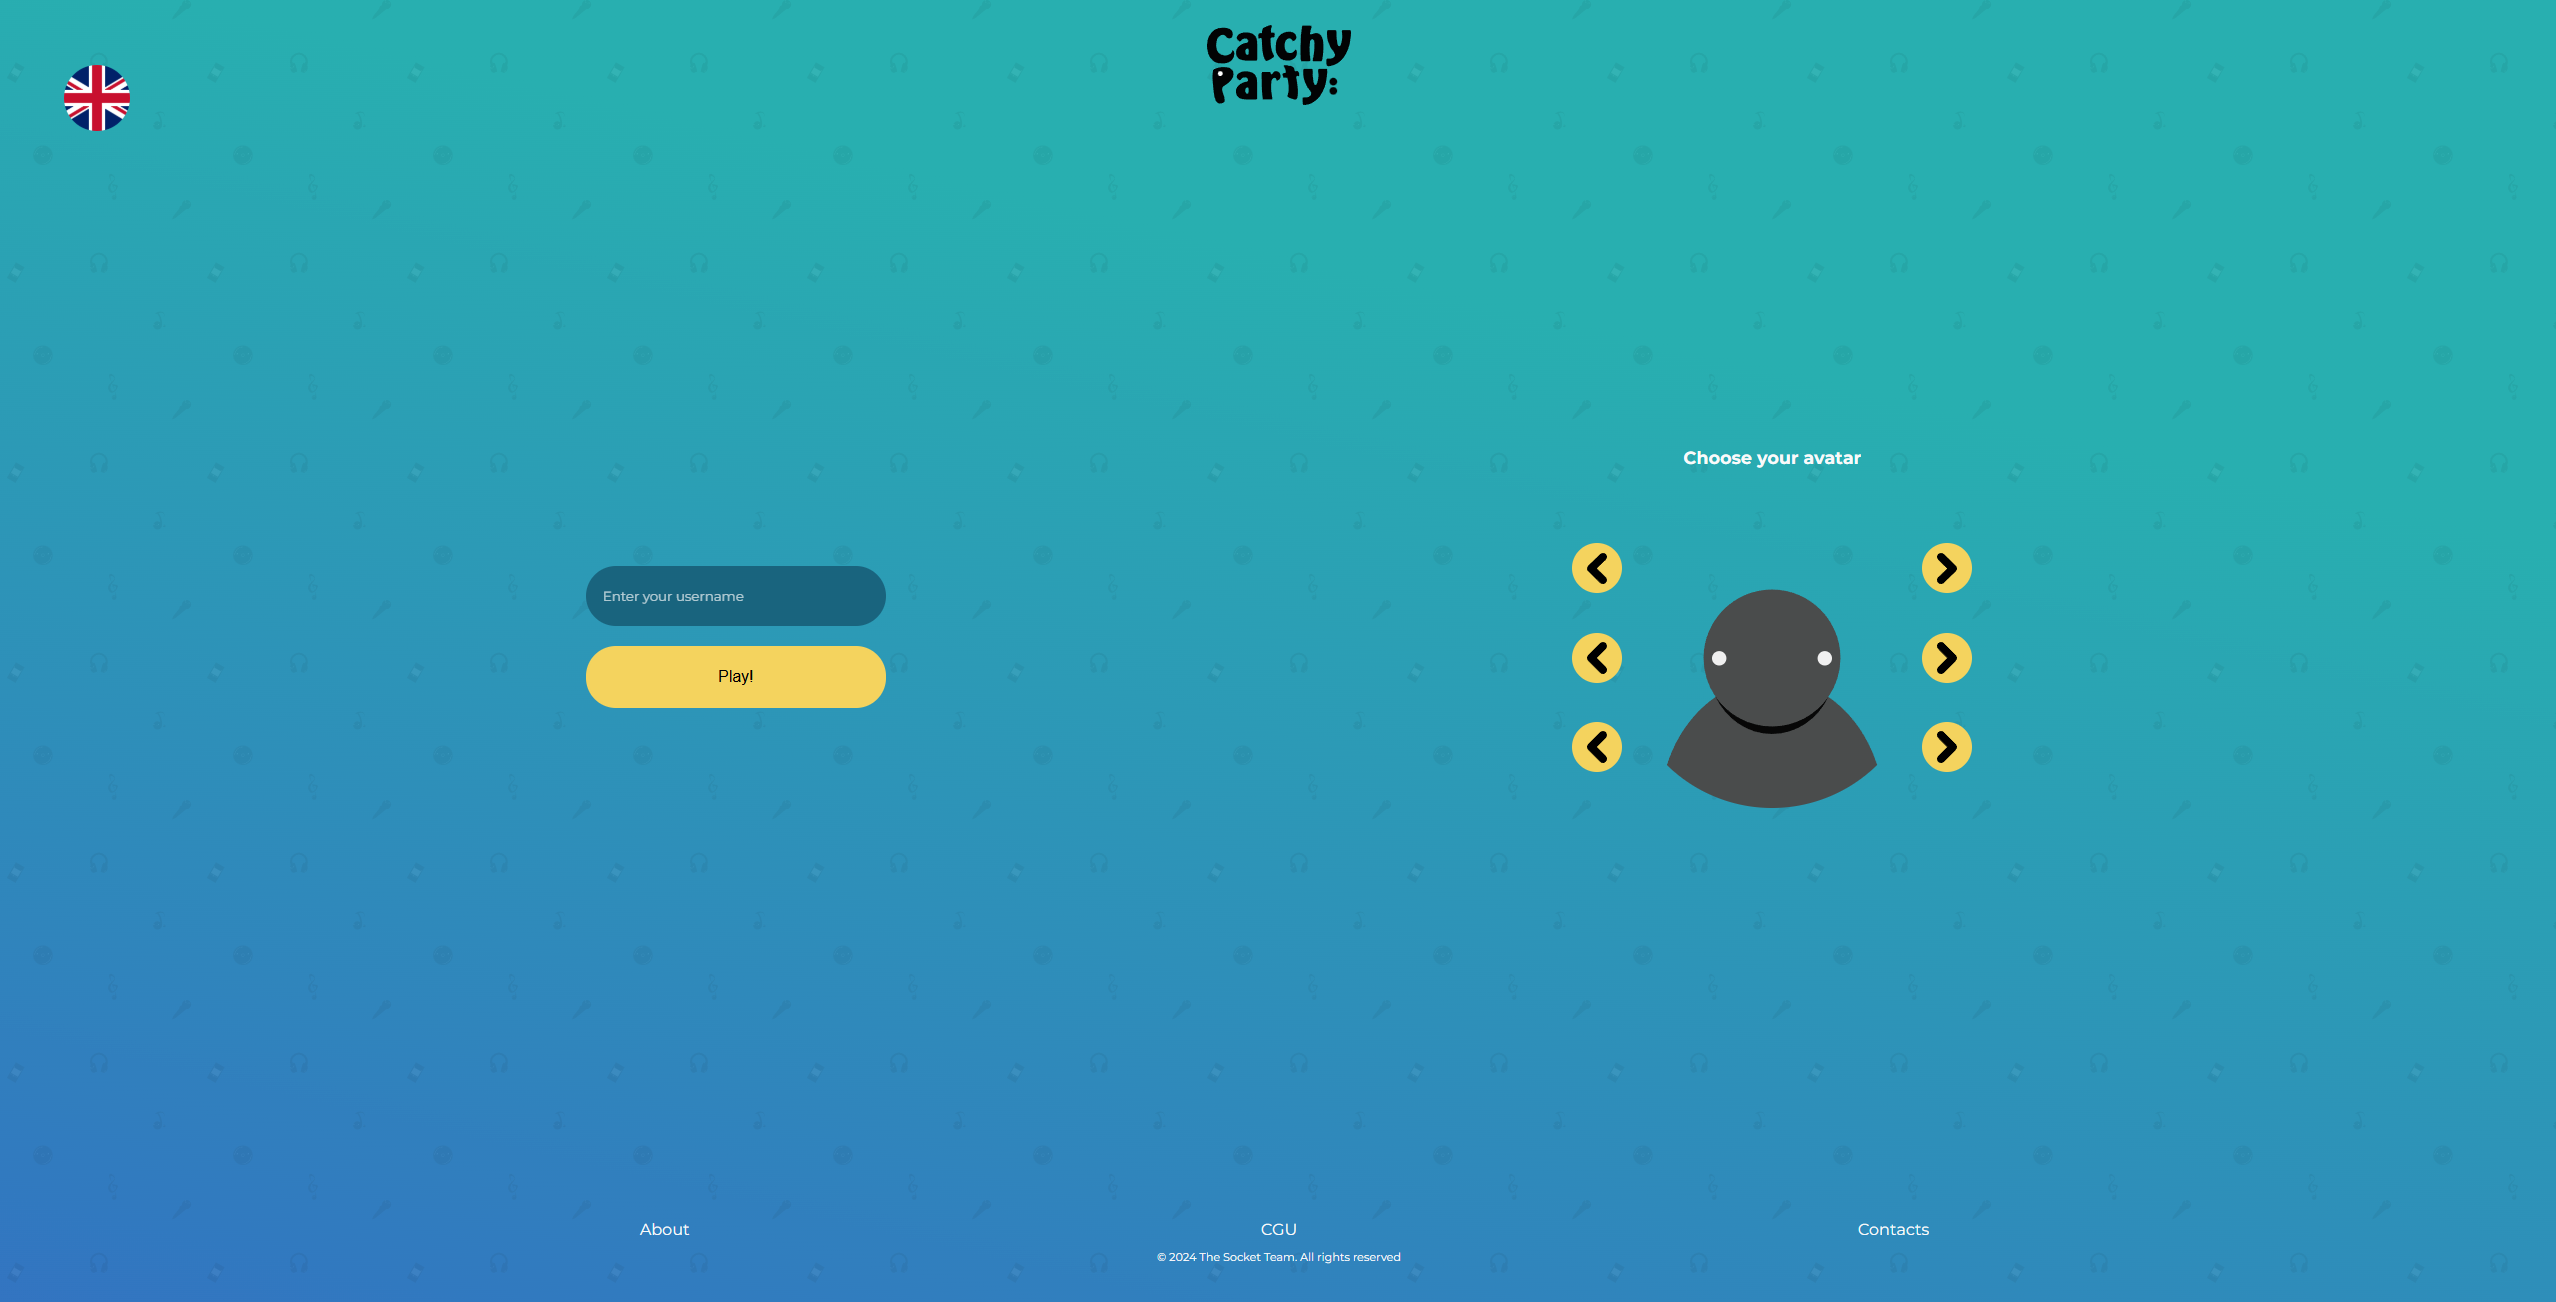 Catchy
Party:
Choose your avatar
Enter your username
Play!
About
CGU
Contacts
© 2024 The Socket Team. All rights reserved